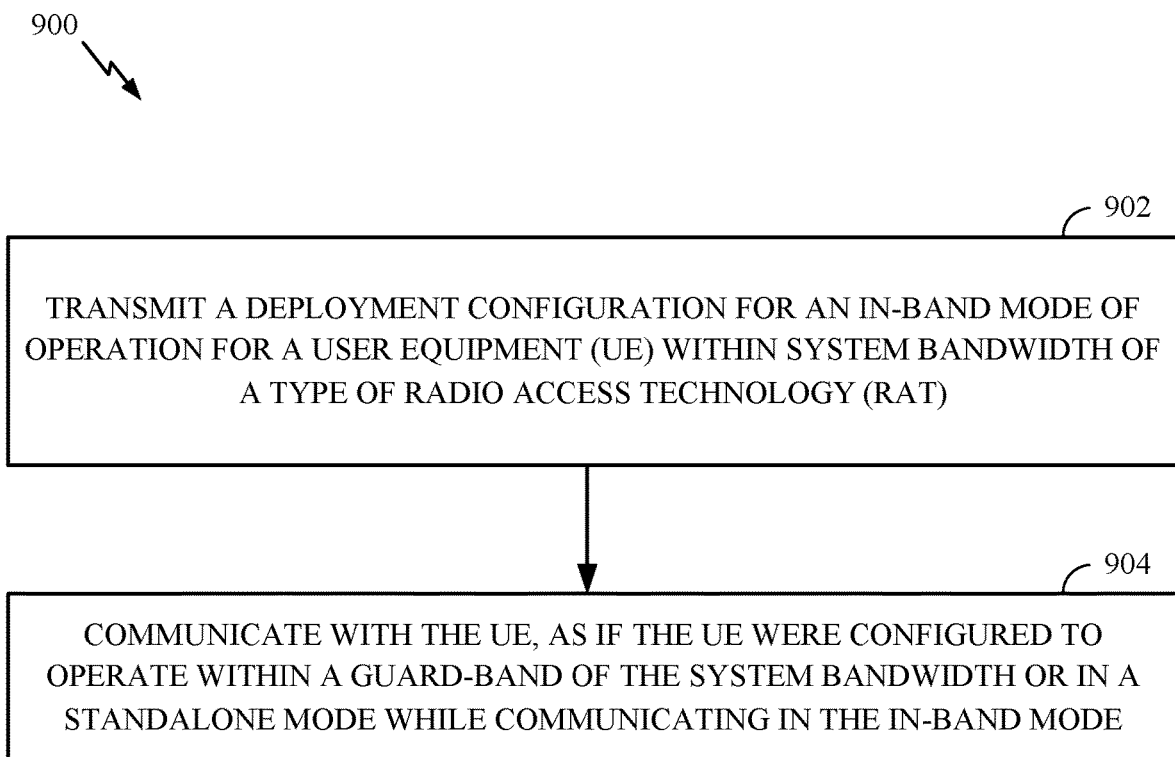 900
902
TRANSMIT A DEPLOYMENT CONFIGURATION FOR AN IN-BAND MODE OF
OPERATION FOR A USER EQUIPMENT (UE) WITHIN SYSTEM BANDWIDTH OF
A TYPE OF RADIO ACCESS TECHNOLOGY (RAT)
904
COMMUNICATE WITH THE UE, AS IF THE UE WERE CONFIGURED TO
OPERATE WITHIN A GUARD-BAND OF THE SYSTEM BANDWIDTH OR IN A
STANDALONE MODE WHILE COMMUNICATING IN THE IN-BAND MODE